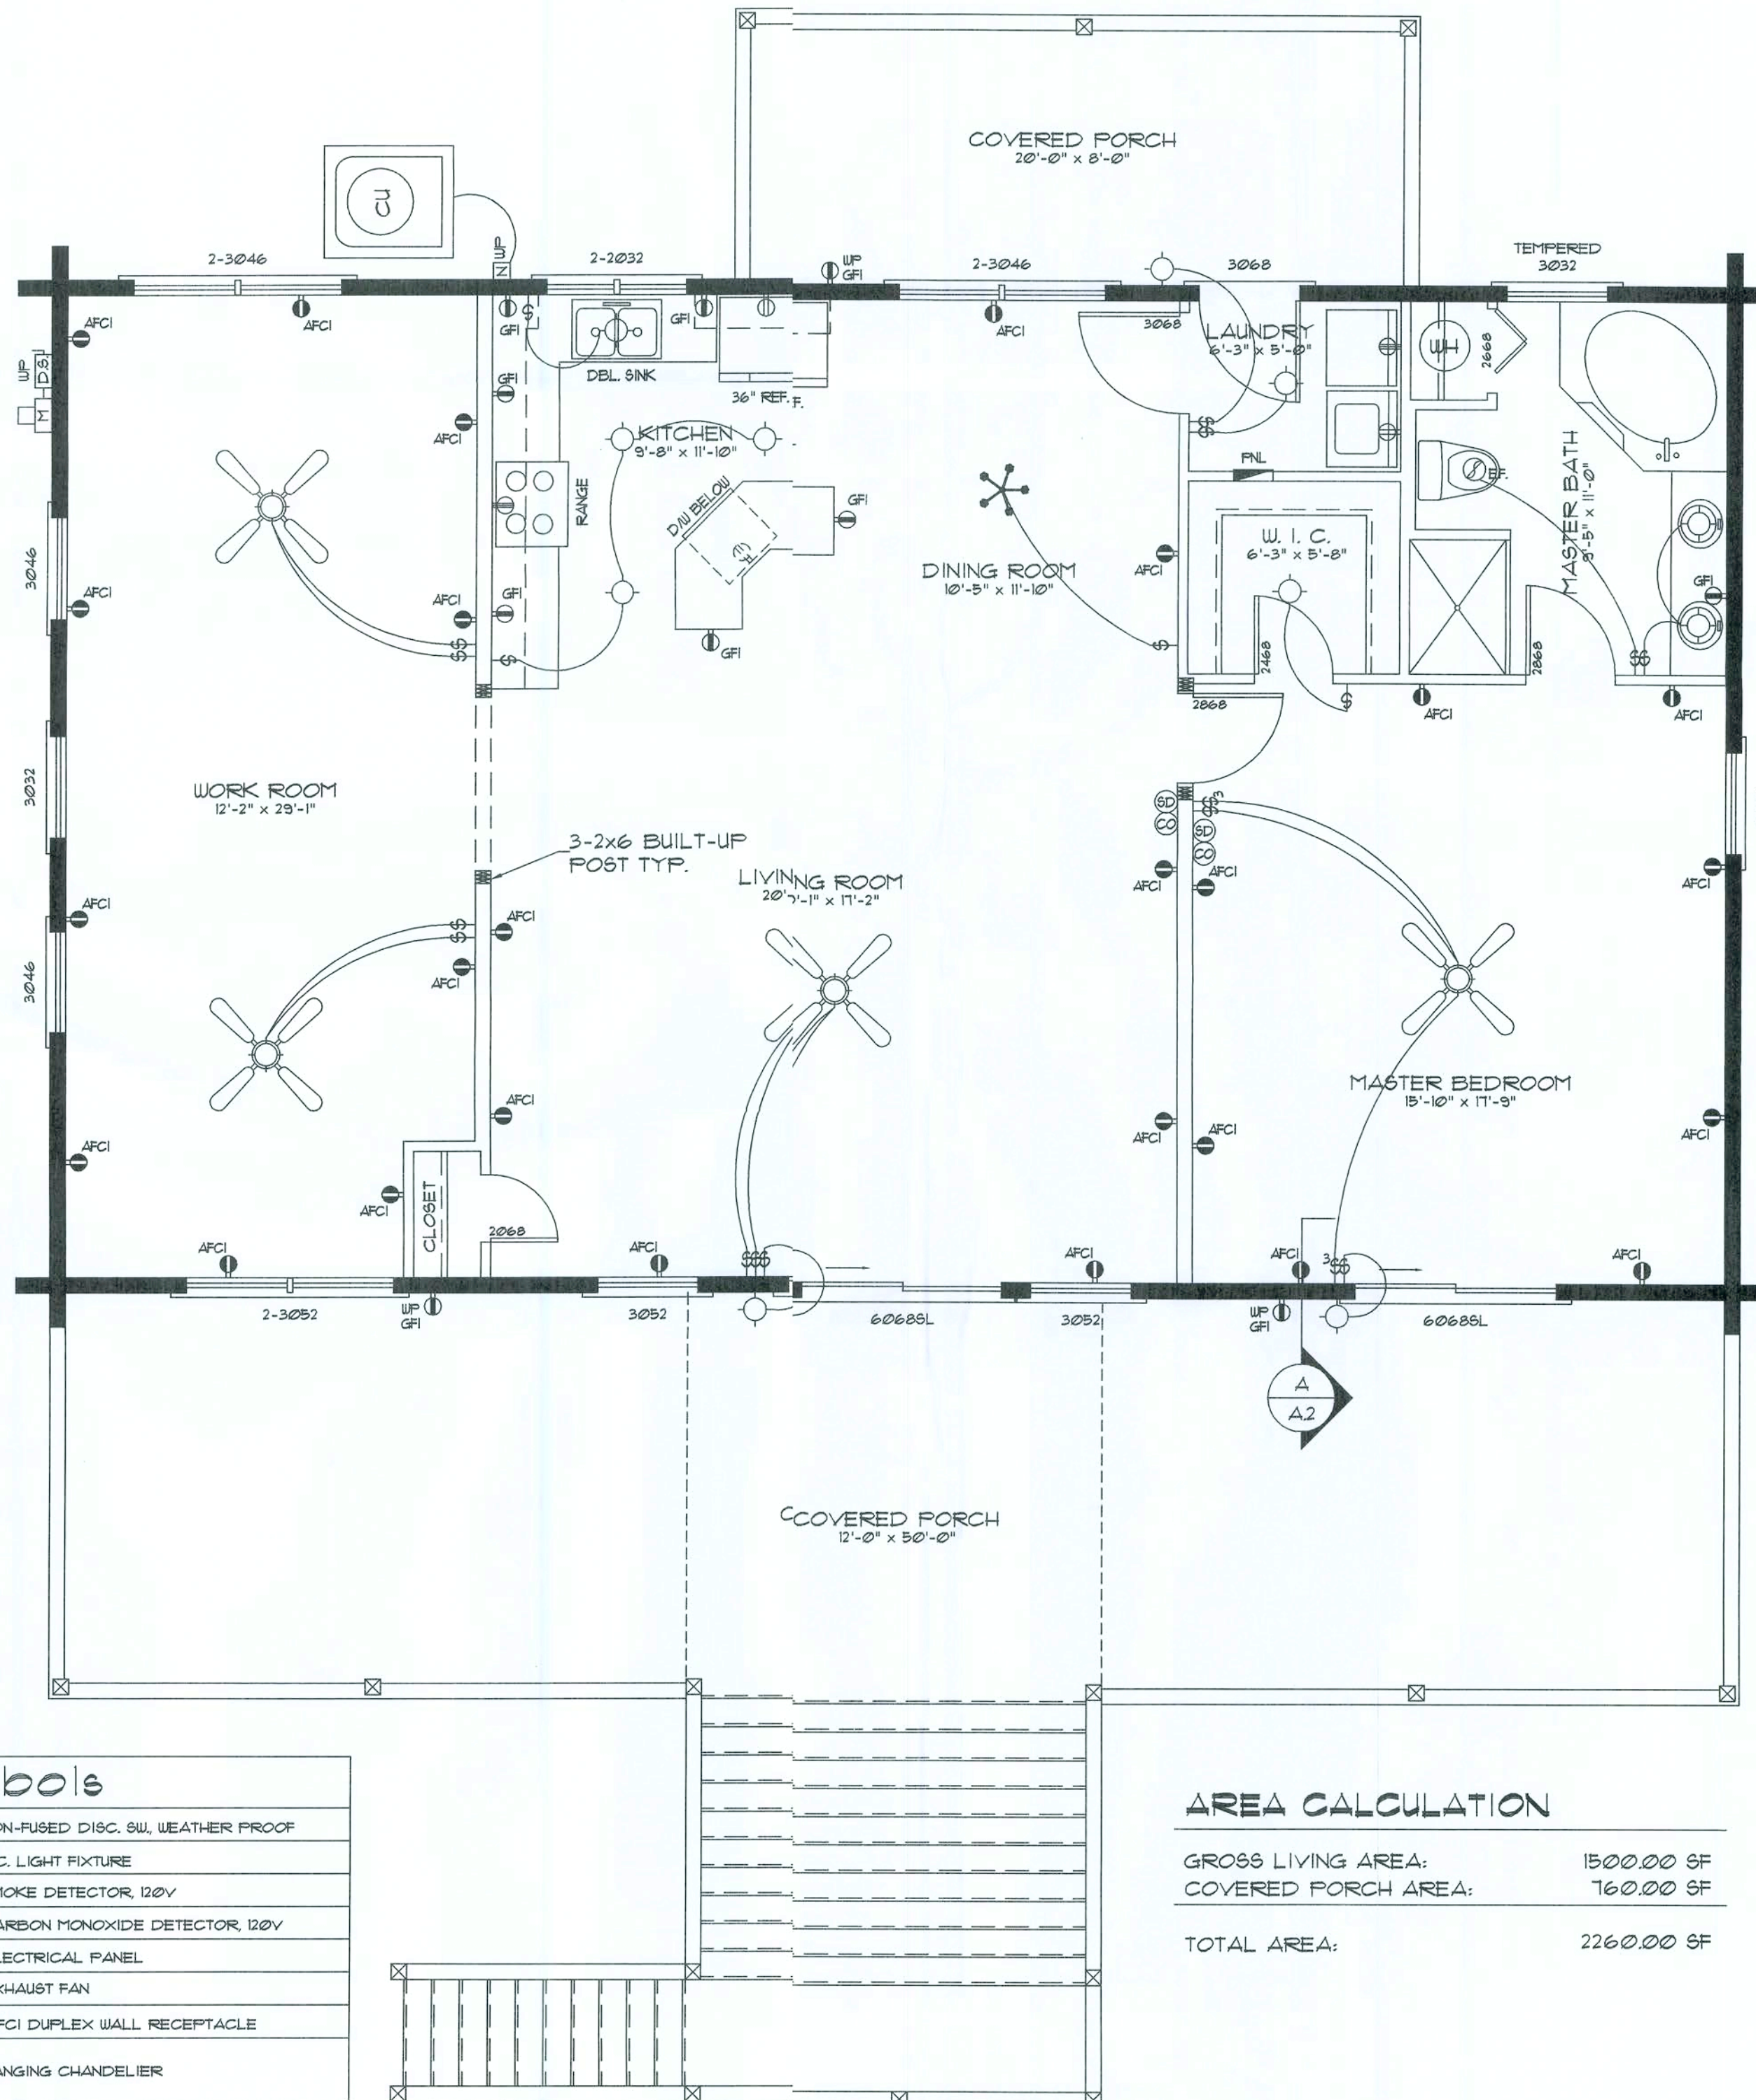 COVERED PORCH
20'-0" x 8'-0"
CU
WP
N
2-3046
2-2032
WP
GFI
2-3046
3068
TEMPERED
3032
AFCI
AFCI
GFI
GFI
AFCI
3068
LAUNDRY
6'-3" x 5'-0"
WH
2668
WP
D.S.
M
DBL. SINK
GFI
36" REF.
F.
AFCI
KITCHEN
9'-8" x 11'-10"
PNL
E.F.
RANGE
D/W BELOW
GFI
MASTER BATH
9'-5" x 11'-0"
W. I. C.
6'-3" x 5'-8"
3046
AFCI
AFCI
GFI
DINING ROOM
10'-5" x 11'-10"
AFCI
GFI
GFI
2468
2868
2868
AFCI
AFCI
3032
WORK ROOM
12'-2" x 29'-1"
3-2x6 BUILT-UP
POST TYP.
SD
CO
SD
CO
3
LIVINNG ROOM
20'-1" x 17'-2"
AFCI
AFCI
AFCI
AFCI
AFCI
AFCI
3046
MASTER BEDROOM
15'-10" x 17'-9"
AFCI
AFCI
AFCI
AFCI
AFCI
AFCI
CLOSET
2068
AFCI
AFCI
AFCI
AFCI
3
AFCI
2-3052
WP
GFI
3052
6068SL
3052
WP
GFI
6068SL
A
A.2
CCOVERED PORCH
12'-0" x 50'-0"
bols
ON-FUSED DISC. SW., WEATHER PROOF
C. LIGHT FIXTURE
MOKE DETECTOR, 120V
ARBON MONOXIDE DETECTOR, 120V
LECTRICAL PANEL
XHAUST FAN
FCI DUPLEX WALL RECEPTACLE
ANGING CHANDELIER
AREA CALCULATION
GROSS LIVING AREA: 1500.00 SF
COVERED PORCH AREA: 760.00 SF
TOTAL AREA: 2260.00 SF